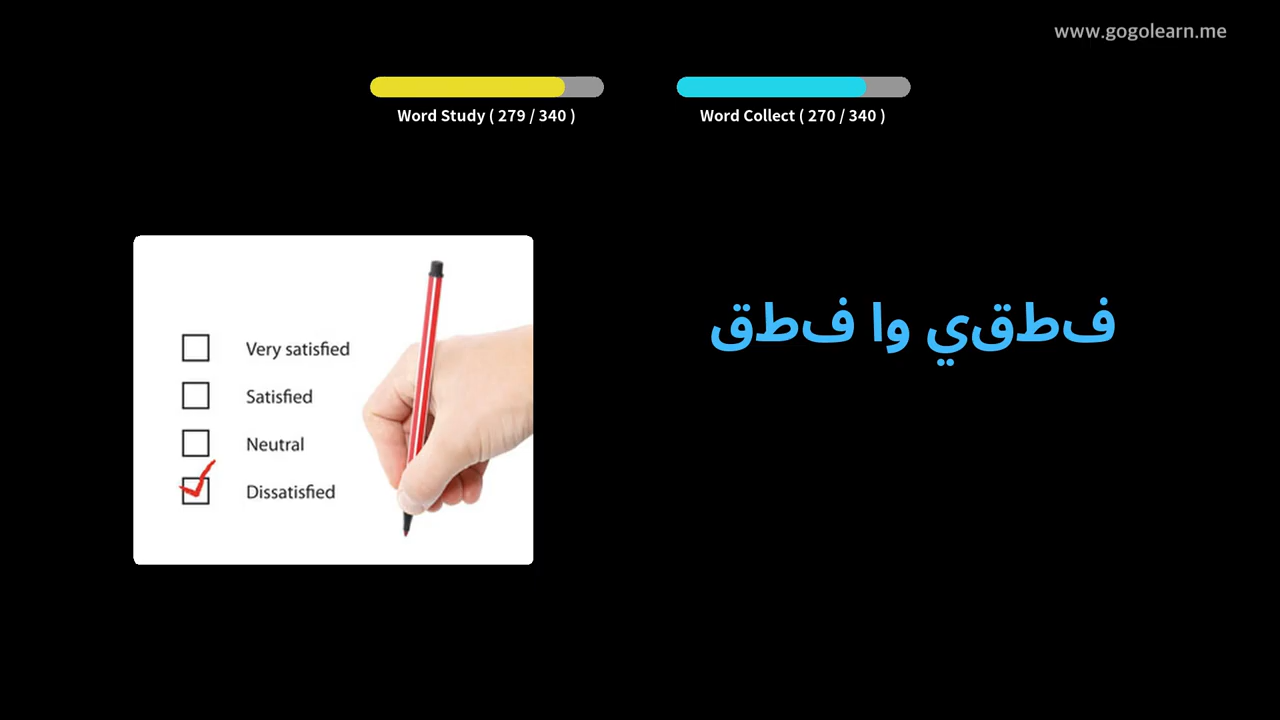 www.gogolearn.me
Word Study ( 279 / 340 )
Word Collect ( 270 / 340 )
فطقي وا فطق
Very satisfied
Satisfied
Neutral
Dissatisfied